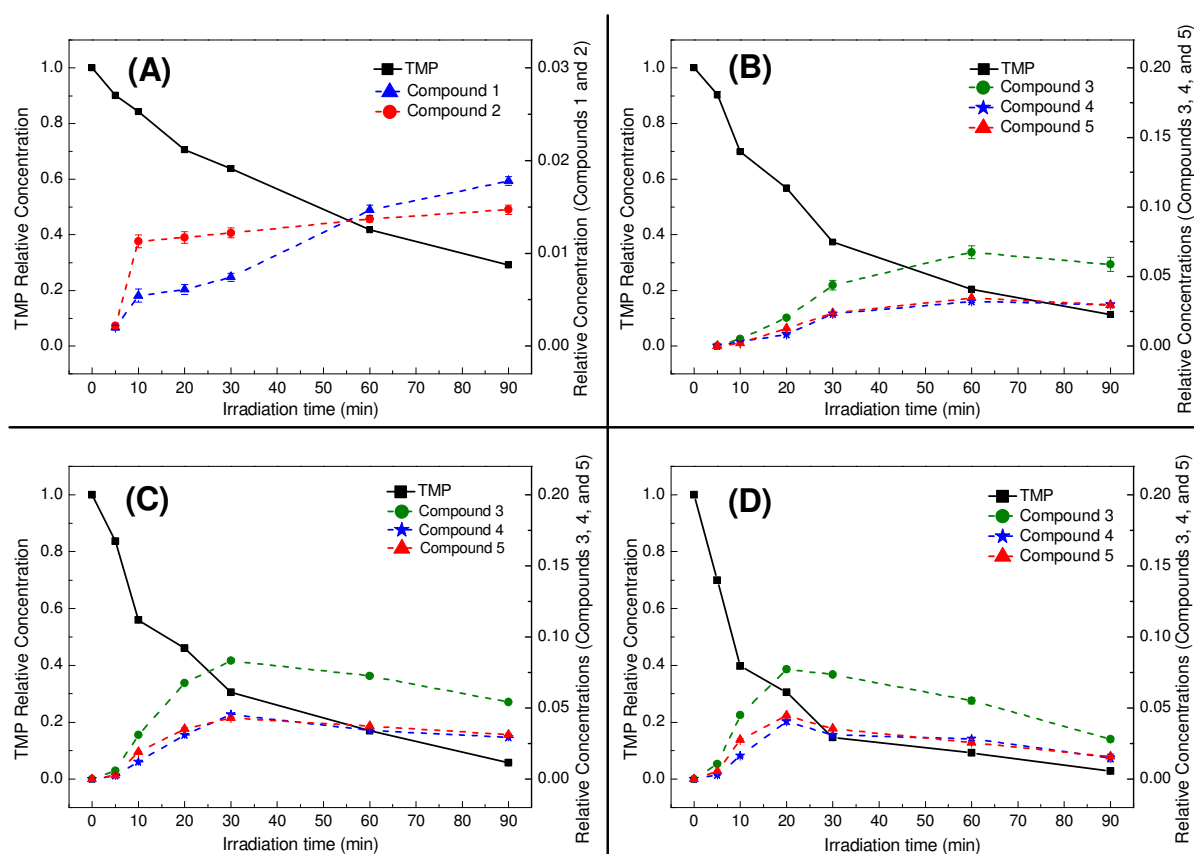 (A)
TMP
Compound 1
Compound 2
1.0
0.8
0.6
0.4
0.2
0.0
0.03
0.02
0.01
0.00
0 10 20 30 40 50 60 70 80 90
TMP Relative Concentration
Relative Concentration (Compounds 1 and 2)
Irradiation time (min)
(B)
TMP
Compound 3
Compound 4
Compound 5
1.0
0.8
0.6
0.4
0.2
0.0
0.20
0.15
0.10
0.05
0.00
0 10 20 30 40 50 60 70 80 90
TMP Relative Concentration
Relative Concentrations (Compounds 3, 4, and 5)
Irradiation time (min)
(C)
TMP
Compound 3
Compound 4
Compound 5
1.0
0.8
0.6
0.4
0.2
0.0
0.20
0.15
0.10
0.05
0.00
0 10 20 30 40 50 60 70 80 90
TMP Relative Concentration
Relative Concentrations (Compounds 3, 4, and 5)
Irradiation time (min)
(D)
TMP
Compound 3
Compound 4
Compound 5
1.0
0.8
0.6
0.4
0.2
0.0
0.20
0.15
0.10
0.05
0.00
0 10 20 30 40 50 60 70 80 90
TMP Relative Concentration
Relative Concentrations (Compounds 3, 4, and 5)
Irradiation time (min)